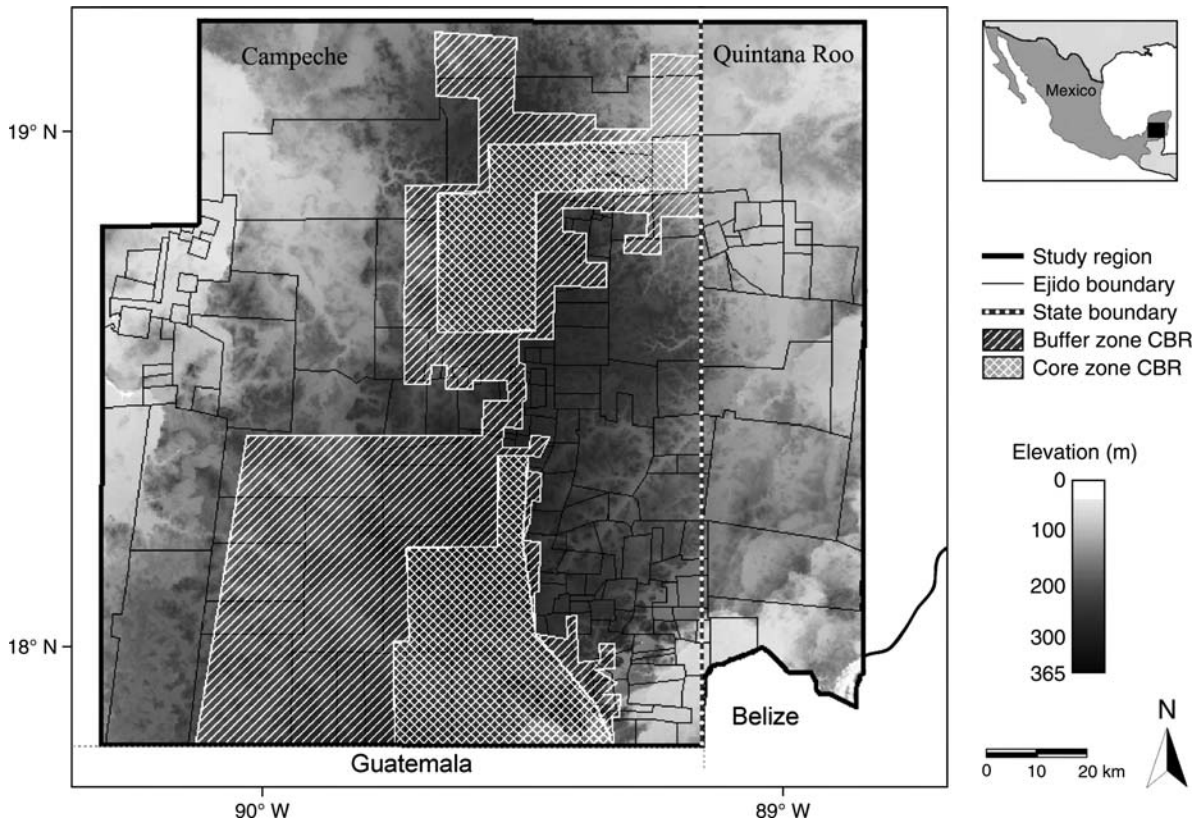 Campeche
Quintana Roo
19° N
18° N
90° W
89° W
Guatemala
Belize
Mexico
Study region
Ejido boundary
State boundary
Buffer zone CBR
Core zone CBR
Elevation (m)
0
100
200
300
365
0 10 20 km
N